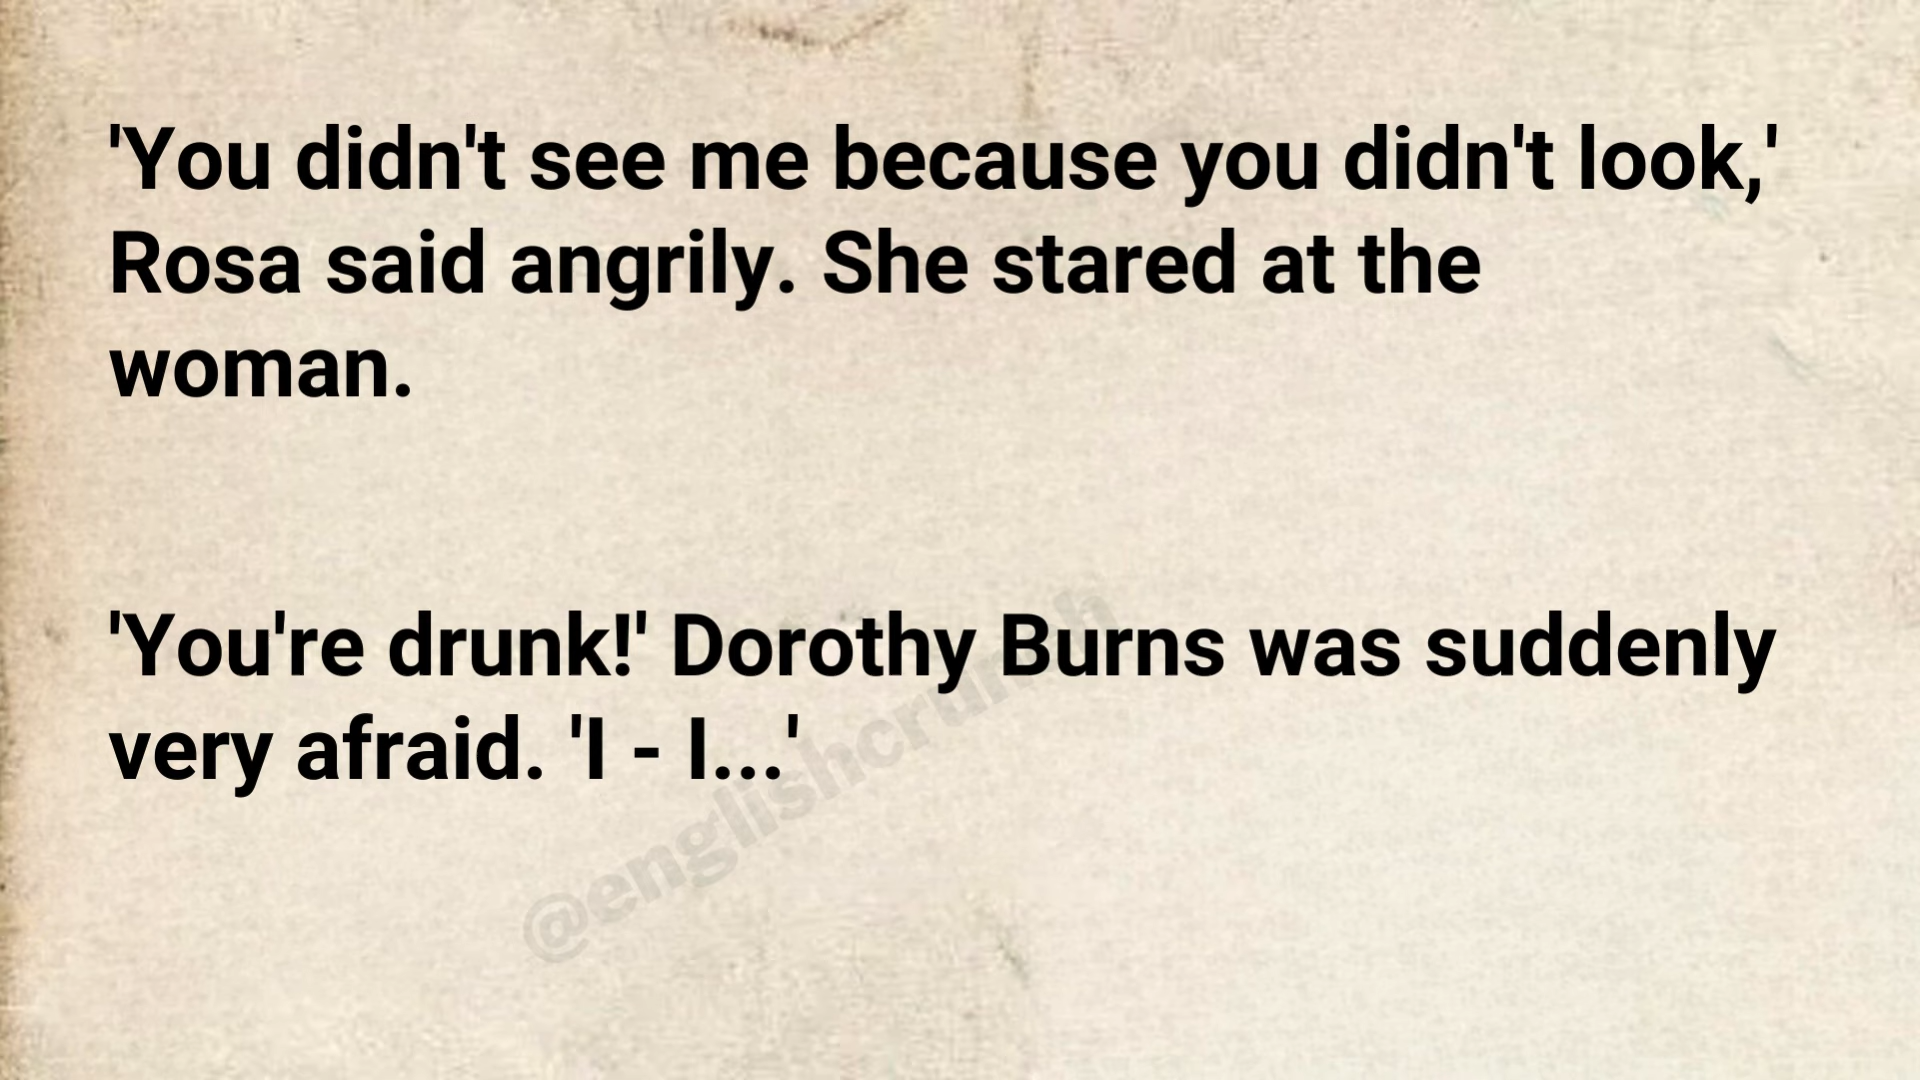 'You didn't see me because you didn't look,'
Rosa said angrily. She stared at the
woman.
'You're drunk!' Dorothy Burns was suddenly
very afraid. 'I - I...'
@englishcrunch